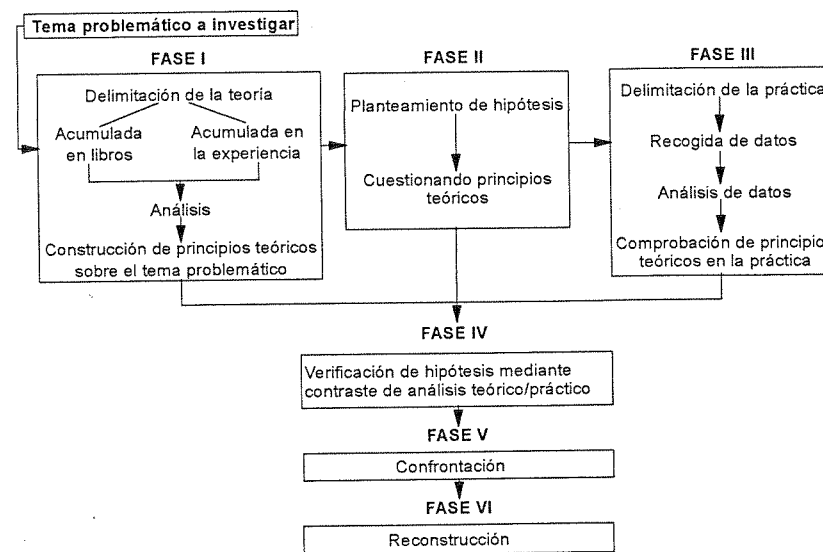 Tema problemático a investigar
FASE I
Delimitación de la teoría
Acumulada
en libros
Acumulada en
la experiencia
Análisis
Construcción de principios teóricos
sobre el tema problemático
FASE II
Planteamiento de hipótesis
Cuestionando principios
teóricos
FASE III
Delimitación de la práctica
Recogida de datos
Análisis de datos
Comprobación de principio
teóricos en la práctica
FASE IV
Verificación de hipótesis mediante
contraste de análisis teórico/práctico
FASE V
Confrontación
FASE VI
Reconstrucción